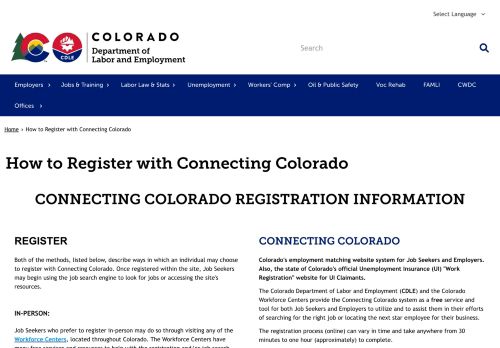 Select Language
COLORADO
Department of
Labor and Employment
CDLE
Search
Employers
Jobs & Training
Labor Law & Stats
Unemployment
Workers' Comp
Oil & Public Safety
Voc Rehab
FAMLI
CWDC
Offices
Home › How to Register with Connecting Colorado
How to Register with Connecting Colorado
CONNECTING COLORADO REGISTRATION INFORMATION
REGISTER
Both of the methods, listed below, describe ways in which an individual may choose
to register with Connecting Colorado. Once registered within the site, Job Seekers
may begin using the job search engine to look for jobs or accessing the site's
resources.
IN-PERSON:
Job Seekers who prefer to register in-person may do so through visiting any of the
Workforce Centers, located throughout Colorado. The Workforce Centers have
CONNECTING COLORADO
Colorado's employment matching website system for Job Seekers and Employers.
Also, the state of Colorado's official Unemployment Insurance (UI) "Work
Registration" website for UI Claimants.
The Colorado Department of Labor and Employment (CDLE) and the Colorado
Workforce Centers provide the Connecting Colorado system as a free service and
tool for both Job Seekers and Employers to utilize and to assist them in their efforts
of searching for the right job or locating the next star employee for their business.
The registration process (online) can vary in time and take anywhere from 30
minutes to one hour (approximately) to complete.